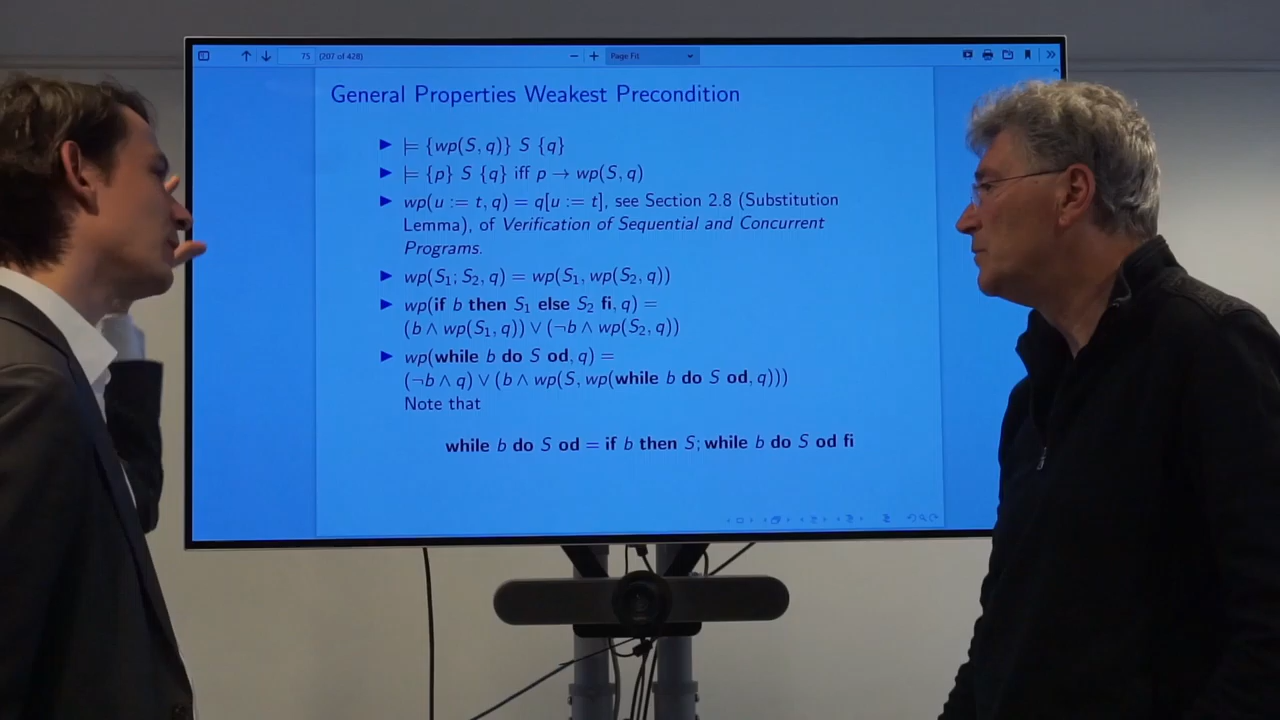 75 (207 of 428) Page Fit
General Properties Weakest Precondition
⊨ {wp(S, q)} S {q}
⊨ {p} S {q} iff p → wp(S, q)
wp(u := t, q) = q[u := t], see Section 2.8 (Substitution
Lemma), of Verification of Sequential and Concurrent
Programs.
wp(S₁; S₂, q) = wp(S₁, wp(S₂, q))
wp(if b then S₁ else S₂ fi, q) =
(b ∧ wp(S₁, q)) ∨ (¬b ∧ wp(S₂, q))
wp(while b do S od, q) =
(¬b ∧ q) ∨ (b ∧ wp(S, wp(while b do S od, q)))
Note that
while b do S od = if b then S; while b do S od fi